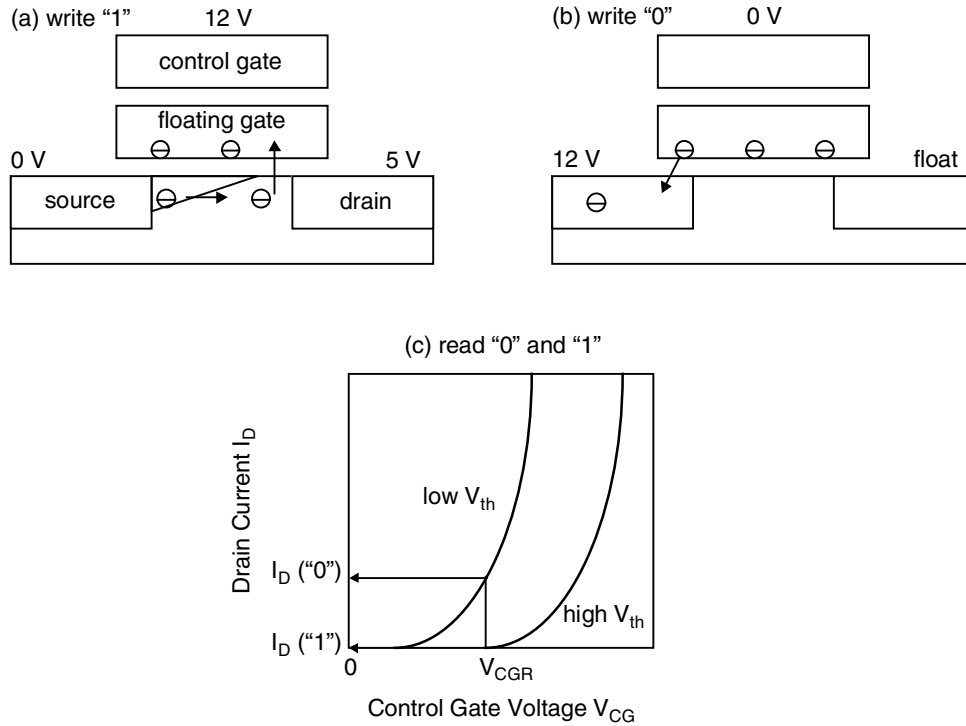 (a) write “1”
12 V
control gate
floating gate
0 V
5 V
source
drain
(b) write “0”
0 V
12 V
float
(c) read “0” and “1”
Drain Current I_D
low V_th
high V_th
I_D (“0”)
I_D (“1”)
0
V_CGR
Control Gate Voltage V_CG